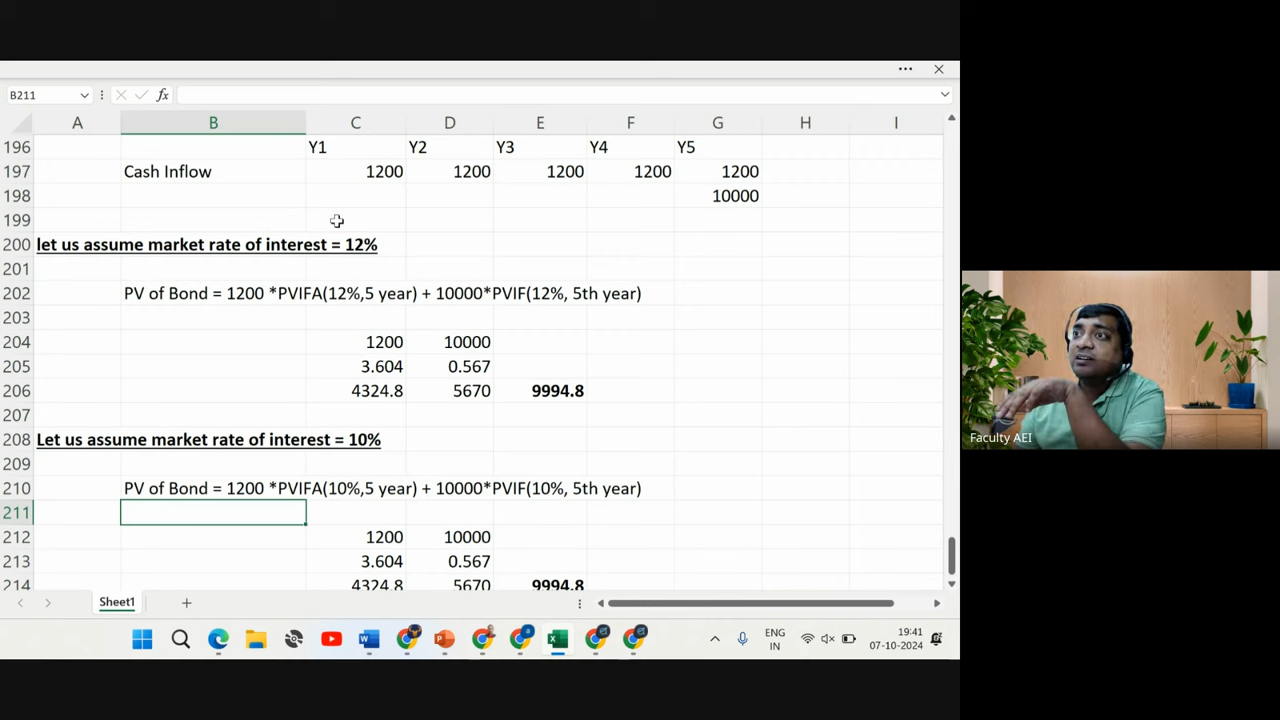 B211
fx
A B C D E F G H I
196 Y1 Y2 Y3 Y4 Y5
197 Cash Inflow 1200 1200 1200 1200 1200
198 10000
199
200 let us assume market rate of interest = 12%
201
202 PV of Bond = 1200 *PVIFA(12%,5 year) + 10000*PVIF(12%, 5th year)
203
204 1200 10000
205 3.604 0.567
206 4324.8 5670 9994.8
207
208 Let us assume market rate of interest = 10%
209
210 PV of Bond = 1200 *PVIFA(10%,5 year) + 10000*PVIF(10%, 5th year)
211
212 1200 10000
213 3.604 0.567
214 4324.8 5670 9994.8
Sheet1
Faculty AEI
ENG
IN
19:41
07-10-2024